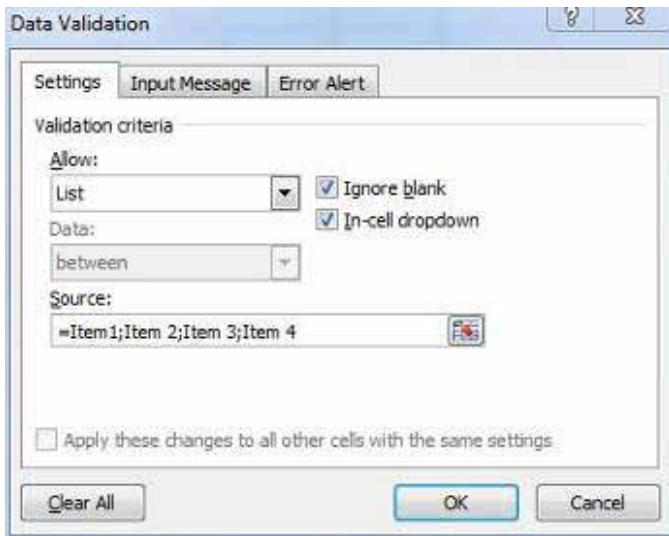 Data Validation
Settings Input Message Error Alert
Validation criteria
Allow:
List
Ignore blank
In-cell dropdown
Data:
between
Source:
=Item1;Item 2;Item 3;Item 4
Apply these changes to all other cells with the same settings
Clear All OK Cancel